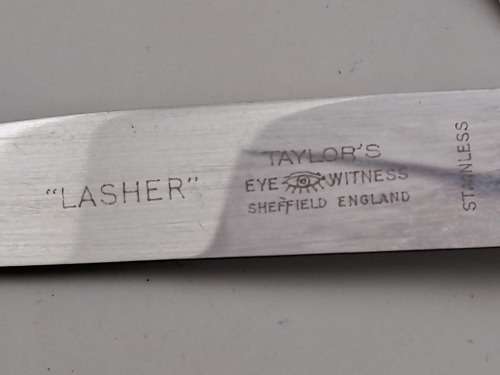 "LASHER"
TAYLOR'S
EYE WITNESS
SHEFFIELD ENGLAND
STAINLESS